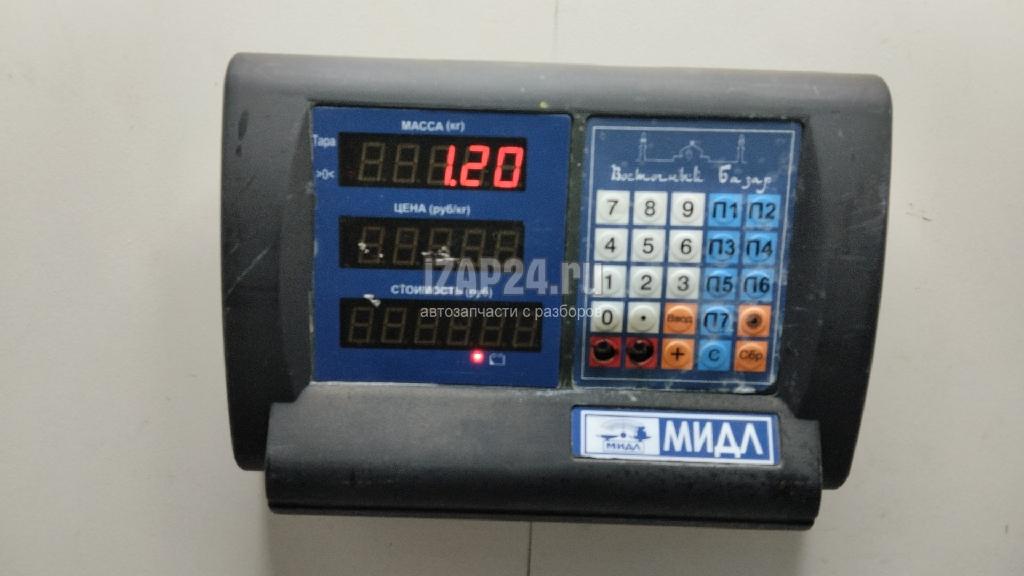 МАССА (кг)
Тара
1.20
>0<
ЦЕНА (руб/кг)
СТОИМОСТЬ (руб)
Восточный Базар
7 8 9 П1 П2
4 5 6 П3 П4
1 2 3 П5 П6
0 . Ввод П7
+ С Сбр
МИДЛ
МИДЛ
iZAP24.ru
автозапчасти с разборов